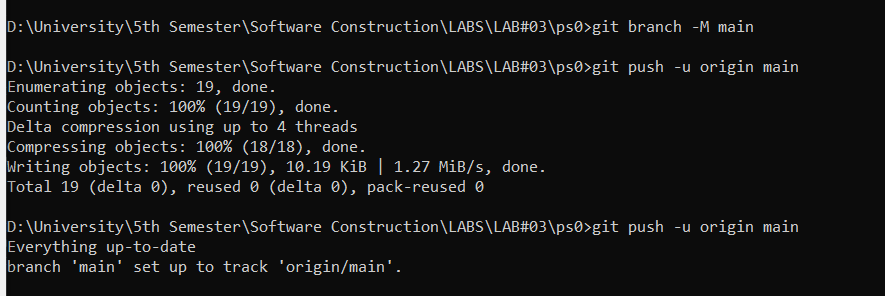 D:\University\5th Semester\Software Construction\LABS\LAB#03\ps0>git branch -M main
D:\University\5th Semester\Software Construction\LABS\LAB#03\ps0>git push -u origin main
Enumerating objects: 19, done.
Counting objects: 100% (19/19), done.
Delta compression using up to 4 threads
Compressing objects: 100% (18/18), done.
Writing objects: 100% (19/19), 10.19 KiB | 1.27 MiB/s, done.
Total 19 (delta 0), reused 0 (delta 0), pack-reused 0
D:\University\5th Semester\Software Construction\LABS\LAB#03\ps0>git push -u origin main
Everything up-to-date
branch 'main' set up to track 'origin/main'.